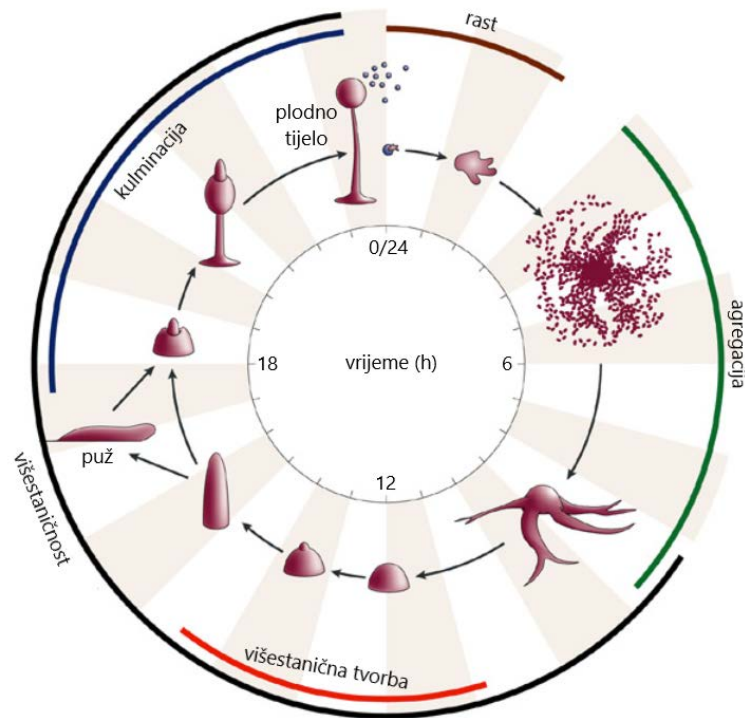 rast
plodno
tijelo
kulminacija
0/24
agregacija
18
vrijeme (h)
6
puž
višestaničnost
12
višestanična tvorba